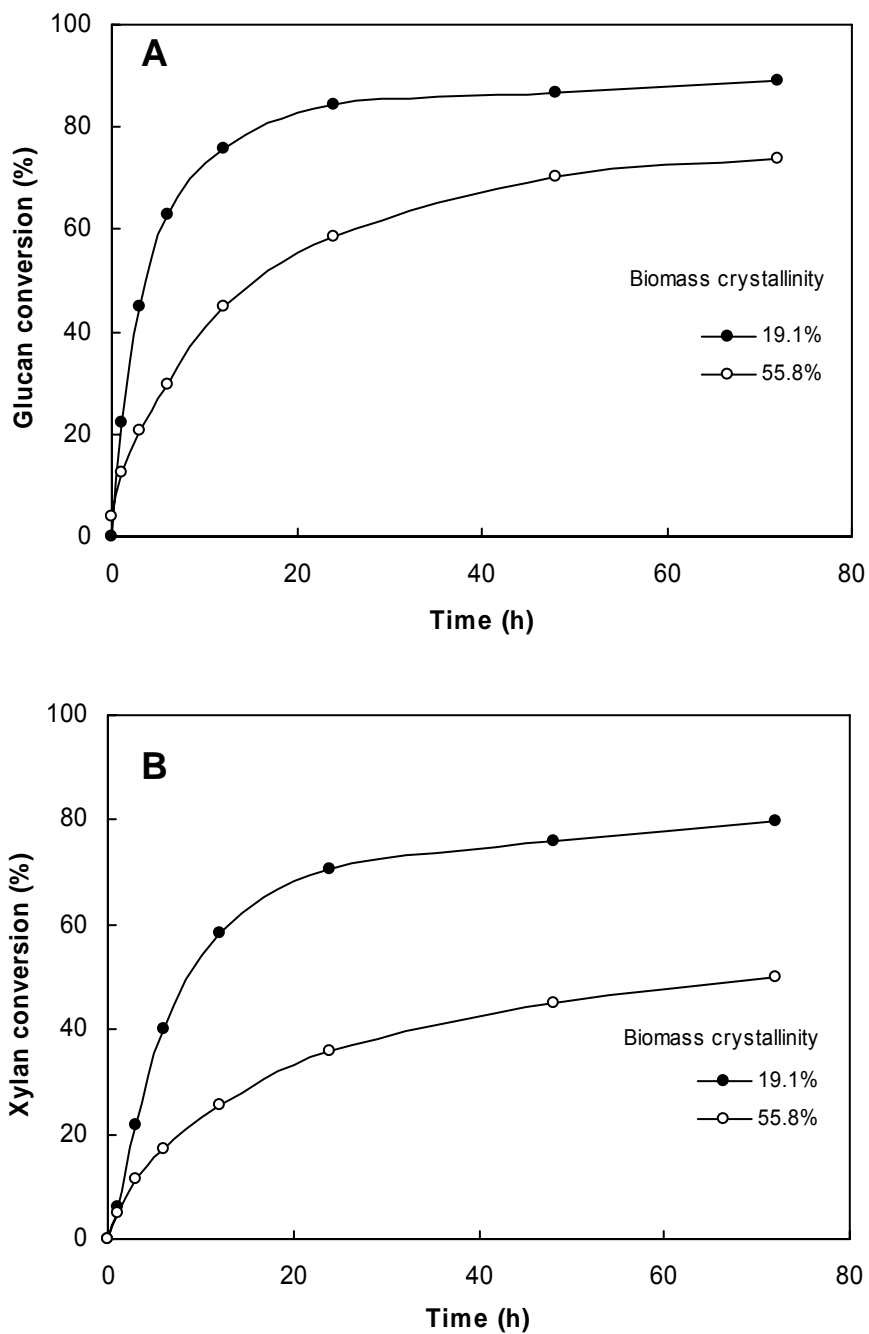 A
Glucan conversion (%)
100
80
60
40
20
0
Biomass crystallinity
19.1%
55.8%
0 20 40 60 80
Time (h)
B
Xylan conversion (%)
100
80
60
40
20
0
Biomass crystallinity
19.1%
55.8%
0 20 40 60 80
Time (h)